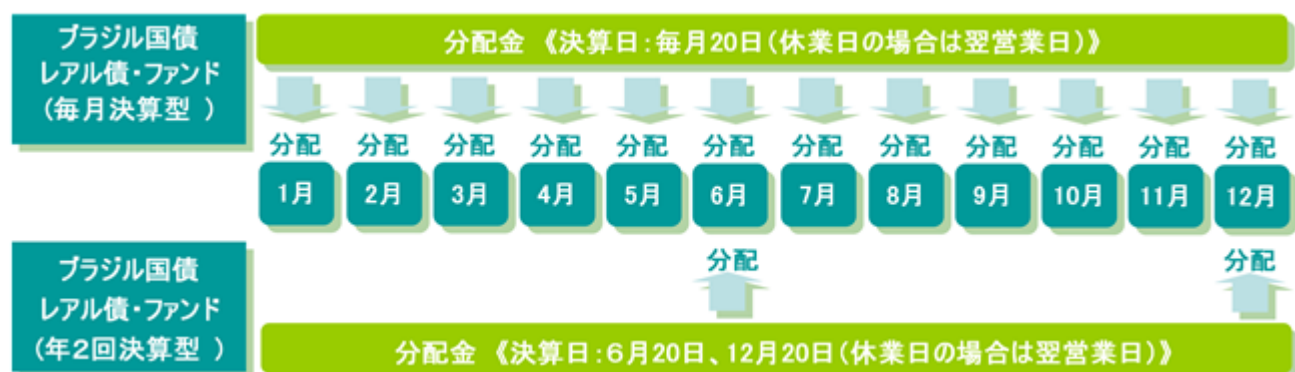 ブラジル国債
レアル債・ファンド
(毎月決算型 )
分配金 《決算日:毎月20日(休業日の場合は翌営業日)》
分配 分配 分配 分配 分配 分配 分配 分配 分配 分配 分配 分配
1月 2月 3月 4月 5月 6月 7月 8月 9月 10月 11月 12月
ブラジル国債
レアル債・ファンド
(年2回決算型 )
分配 分配
分配金 《決算日:6月20日、12月20日(休業日の場合は翌営業日)》